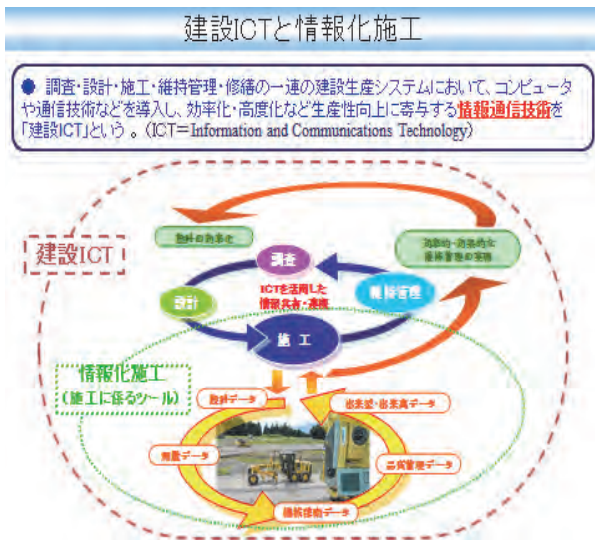 建設ICTと情報化施工
● 調査・設計・施工・維持管理・修繕の一連の建設生産システムにおいて、コンピュータ
や通信技術などを導入し、効率化・高度化など生産性向上に寄与する情報通信技術を
「建設ICT」という。(ICT=Information and Communications Technology)
建設ICT
調査
設計
維持管理
ICTを活用した
情報共有・連携
施工
情報化施工
(施工に係るツール)
設計データ
出来型・出来高データ
測量データ
品質管理データ
機械稼働データ